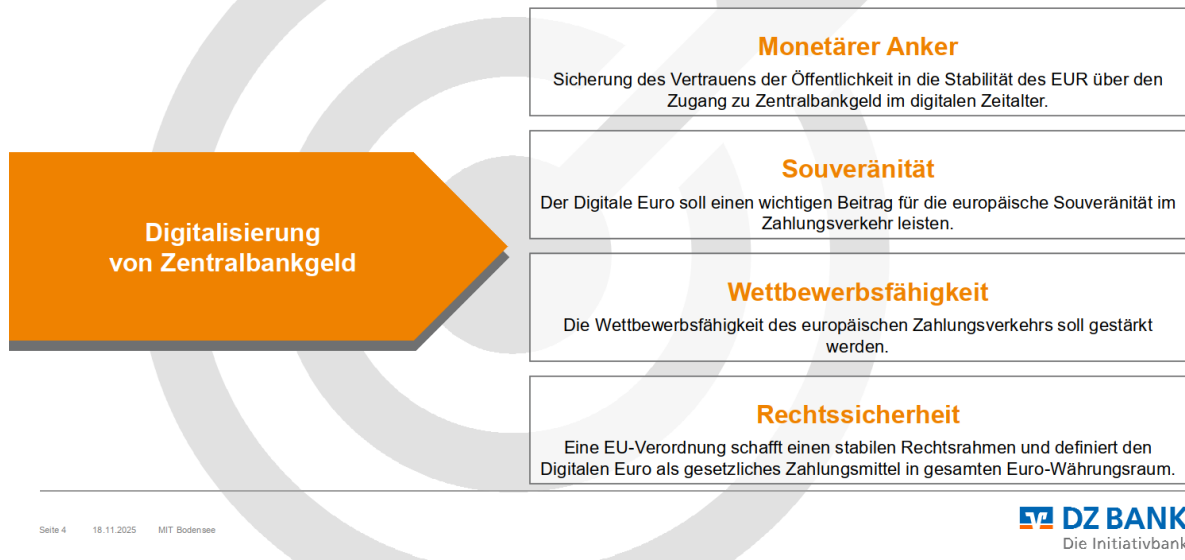 Monetärer Anker
Sicherung des Vertrauens der Öffentlichkeit in die Stabilität des EUR über den
Zugang zu Zentralbankgeld im digitalen Zeitalter.
Souveränität
Der Digitale Euro soll einen wichtigen Beitrag für die europäische Souveränität im
Zahlungsverkehr leisten.
Digitalisierung
von Zentralbankgeld
Wettbewerbsfähigkeit
Die Wettbewerbsfähigkeit des europäischen Zahlungsverkehrs soll gestärkt
werden.
Rechtssicherheit
Eine EU-Verordnung schafft einen stabilen Rechtsrahmen und definiert den
Digitalen Euro als gesetzliches Zahlungsmittel in gesamten Euro-Währungsraum.
Seite 4 18.11.2025 MIT Bodensee
DZ BANK
Die Initiativbank